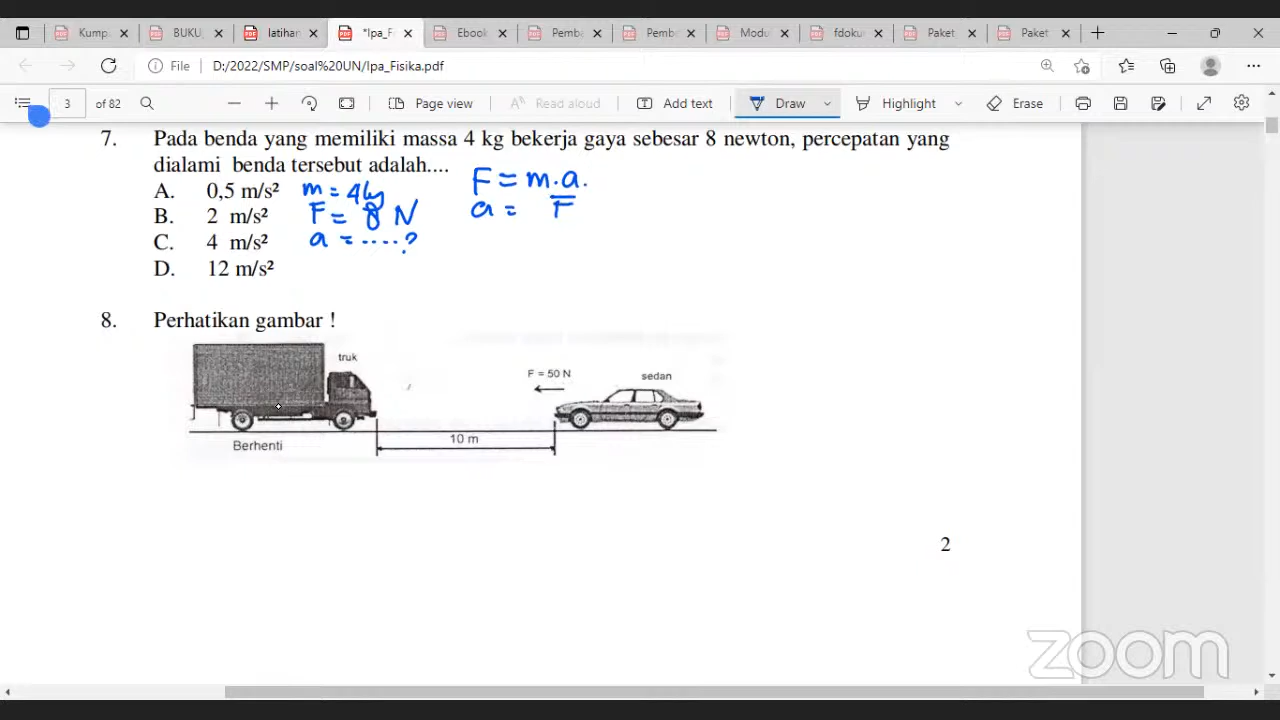 Kump
BUKU
latihan
*Ipa_Fi
Ebook
Pemba
Pemba
Modu
fdoku
Paket
Paket
File D:/2022/SMP/soal%20UN/Ipa_Fisika.pdf
3 of 82 Page view Read aloud Add text Draw Highlight Erase
7. Pada benda yang memiliki massa 4 kg bekerja gaya sebesar 8 newton, percepatan yang
dialami benda tersebut adalah....
A. 0,5 m/s²
B. 2 m/s²
C. 4 m/s²
D. 12 m/s²
m = 4 kg
F = 8 N
a = ....?
F = m.a.
a = F
8. Perhatikan gambar !
truk
F = 50 N
sedan
10 m
Berhenti
2
zoom